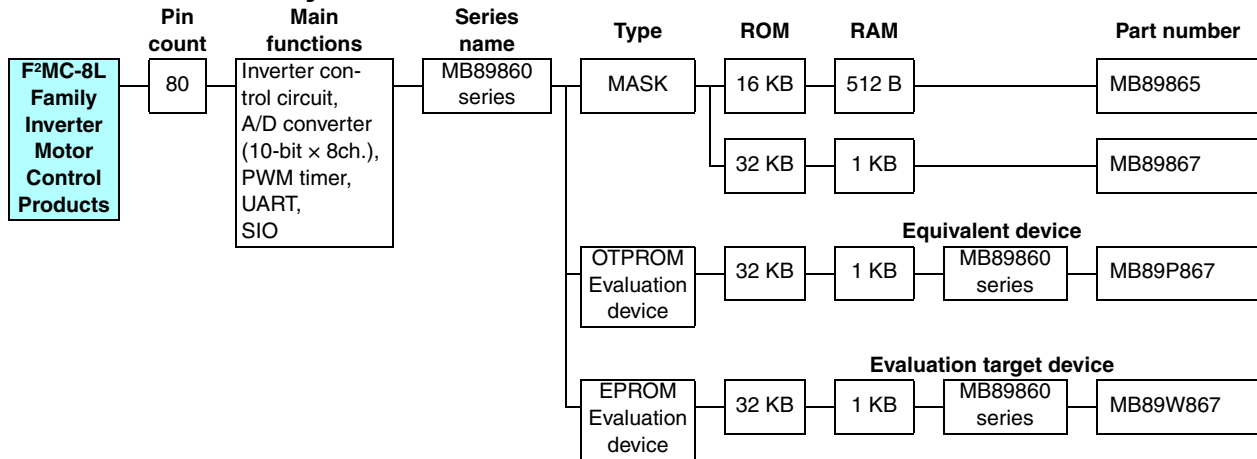 Pin count
Main functions
Series name
Type
ROM
RAM
Part number
F²MC-8L
Family
Inverter
Motor
Control
Products
80
Inverter con-
trol circuit,
A/D converter
(10-bit × 8ch.),
PWM timer,
UART,
SIO
MB89860
series
MASK
16 KB
512 B
MB89865
32 KB
1 KB
MB89867
Equivalent device
OTPROM
Evaluation
device
32 KB
1 KB
MB89860
series
MB89P867
Evaluation target device
EPROM
Evaluation
device
32 KB
1 KB
MB89860
series
MB89W867